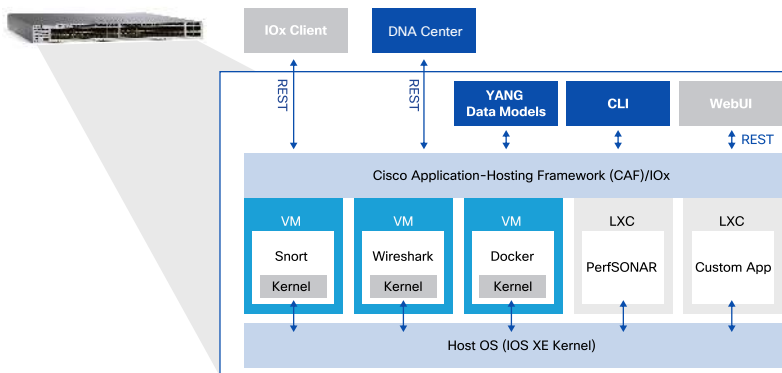 IOx Client
DNA Center
REST
REST
YANG
Data Models
CLI
WebUI
REST
Cisco Application-Hosting Framework (CAF)/IOx
VM
VM
VM
LXC
LXC
Snort
Wireshark
Docker
PerfSONAR
Custom App
Kernel
Kernel
Kernel
Host OS (IOS XE Kernel)